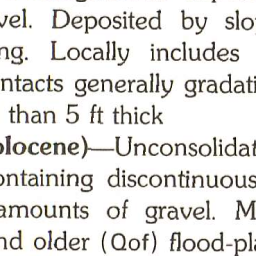 vel. Deposited by slo
ng. Locally includes
ntacts generally gradati
than 5 ft thick
olocene)—Unconsolidat
ontaining discontinuous
amounts of gravel. M
nd older (Qof) flood-pla